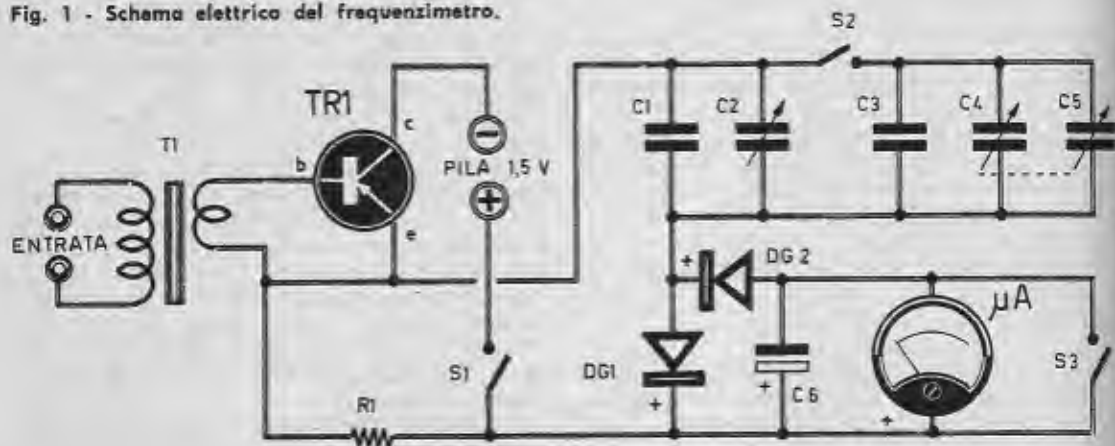 Fig. 1 - Schema elettrico del frequenzimetro.
S2
TR1
C1 C2 C3 C4 C5
T1
c
b
PILA 1,5 V
ENTRATA
e
+ DG 2
μA
S1
DG1
C 6
S3
R1
+ + +